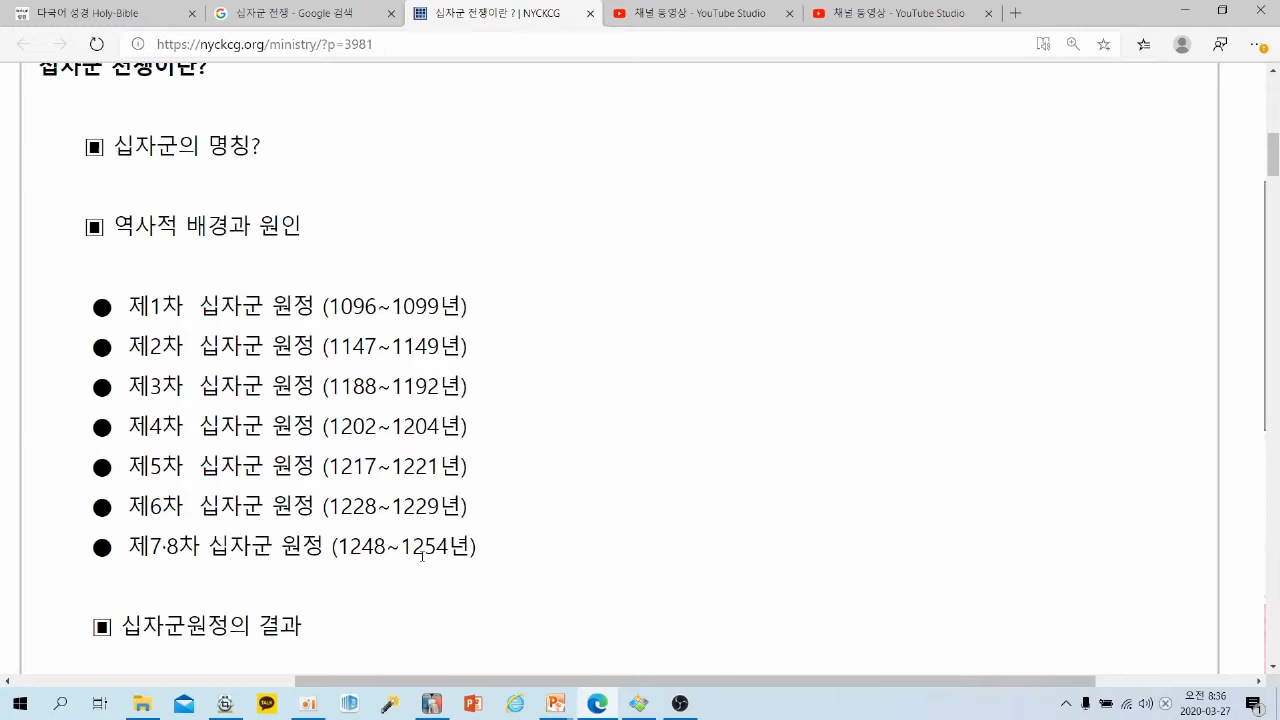 다국어 성경 Holy-Bible
십자군 전쟁 - Google 검색
십자군 전쟁이란 ? | NYCKCG
채널 동영상 - YouTube Studio
채널 동영상 - YouTube Studio
https://nyckcg.org/ministry/?p=3981
십자군 전쟁이란?
▣ 십자군의 명칭?
▣ 역사적 배경과 원인
● 제1차 십자군 원정 (1096~1099년)
● 제2차 십자군 원정 (1147~1149년)
● 제3차 십자군 원정 (1188~1192년)
● 제4차 십자군 원정 (1202~1204년)
● 제5차 십자군 원정 (1217~1221년)
● 제6차 십자군 원정 (1228~1229년)
● 제7·8차 십자군 원정 (1248~1254년)
▣ 십자군원정의 결과
TALK
오전 8:36
2020-03-27